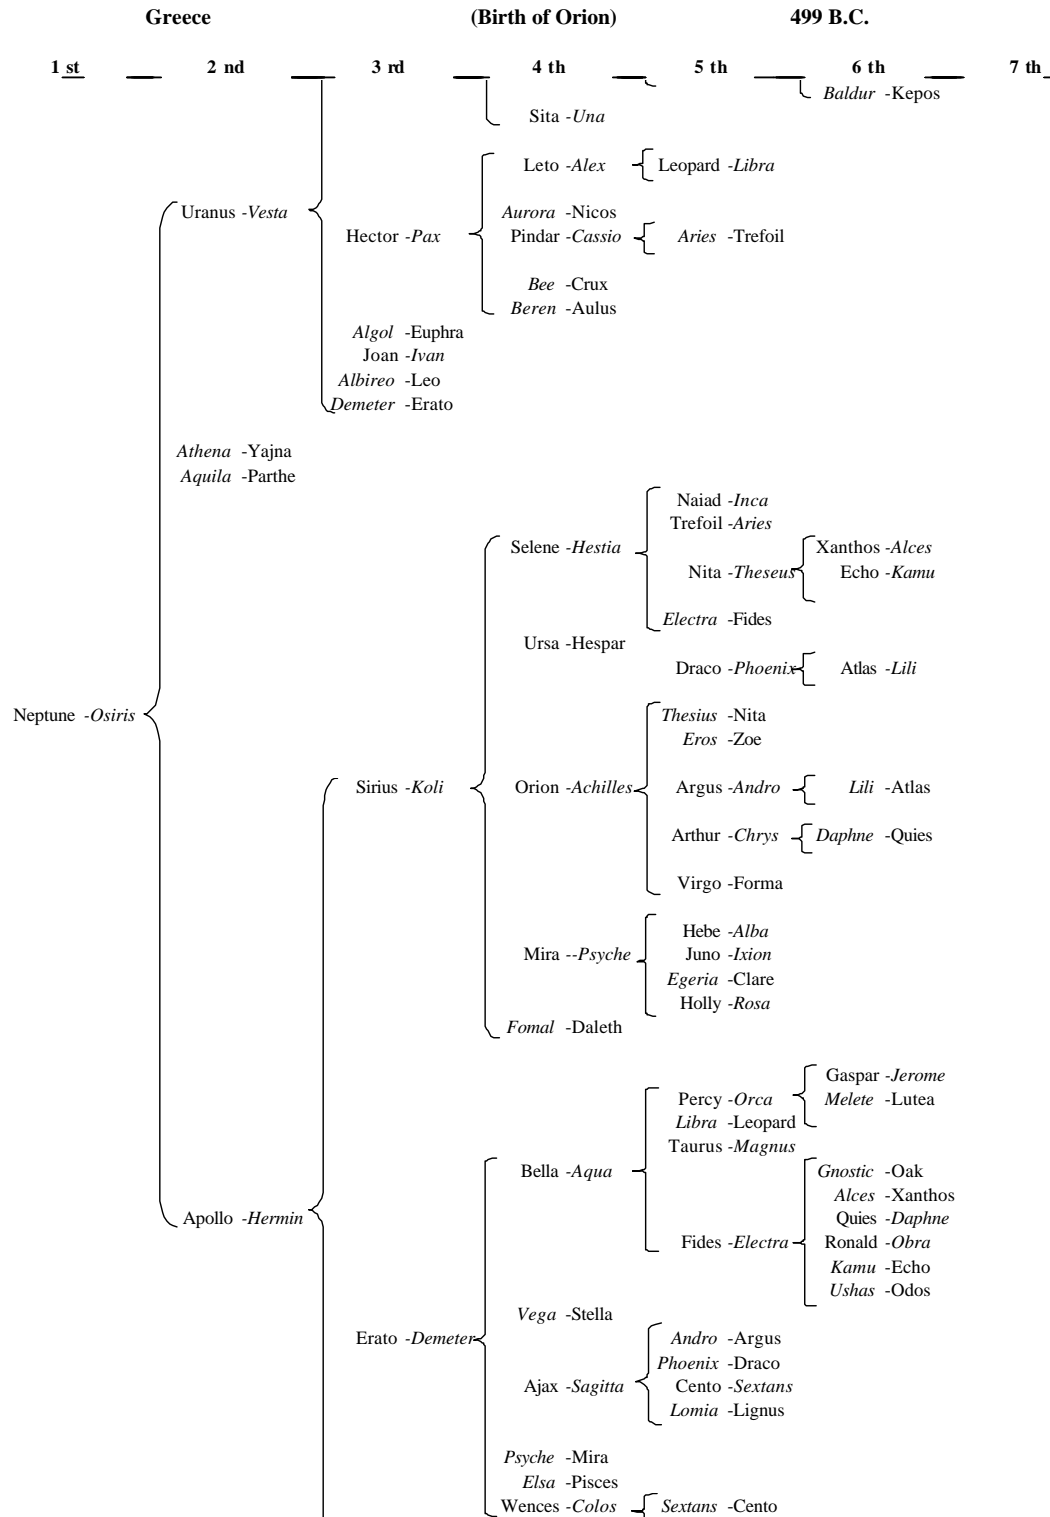 Greece (Birth of Orion) 499 B.C.
1 st 2 nd 3 rd 4 th 5 th 6 th 7 th
Baldur -Kepos
Sita -Una
Leto -Alex Leopard -Libra
Uranus -Vesta Aurora -Nicos
Hector -Pax Pindar -Cassio Aries -Trefoil
Bee -Crux
Beren -Aulus
Algol -Euphra
Joan -Ivan
Albireo -Leo
Demeter -Erato
Athena -Yajna
Aquila -Parthe
Naiad -Inca
Trefoil -Aries
Selene -Hestia Xanthos -Alces
Nita -Theseus Echo -Kamu
Electra -Fides
Ursa -Hespar
Draco -Phoenix Atlas -Lili
Neptune -Osiris Thesius -Nita
Eros -Zoe
Sirius -Koli Orion -Achilles Argus -Andro Lili -Atlas
Arthur -Chrys Daphne -Quies
Virgo -Forma
Hebe -Alba
Mira --Psyche Juno -Ixion
Egeria -Clare
Holly -Rosa
Fomal -Daleth
Gaspar -Jerome
Percy -Orca Melete -Lutea
Libra -Leopard
Taurus -Magnus
Bella -Aqua Gnostic -Oak
Alces -Xanthos
Apollo -Hermin Quies -Daphne
Fides -Electra Ronald -Obra
Kamu -Echo
Ushas -Odos
Vega -Stella
Erato -Demeter Andro -Argus
Phoenix -Draco
Ajax -Sagitta Cento -Sextans
Lomia -Lignus
Psyche -Mira
Elsa -Pisces
Wences -Colos Sextans -Cento